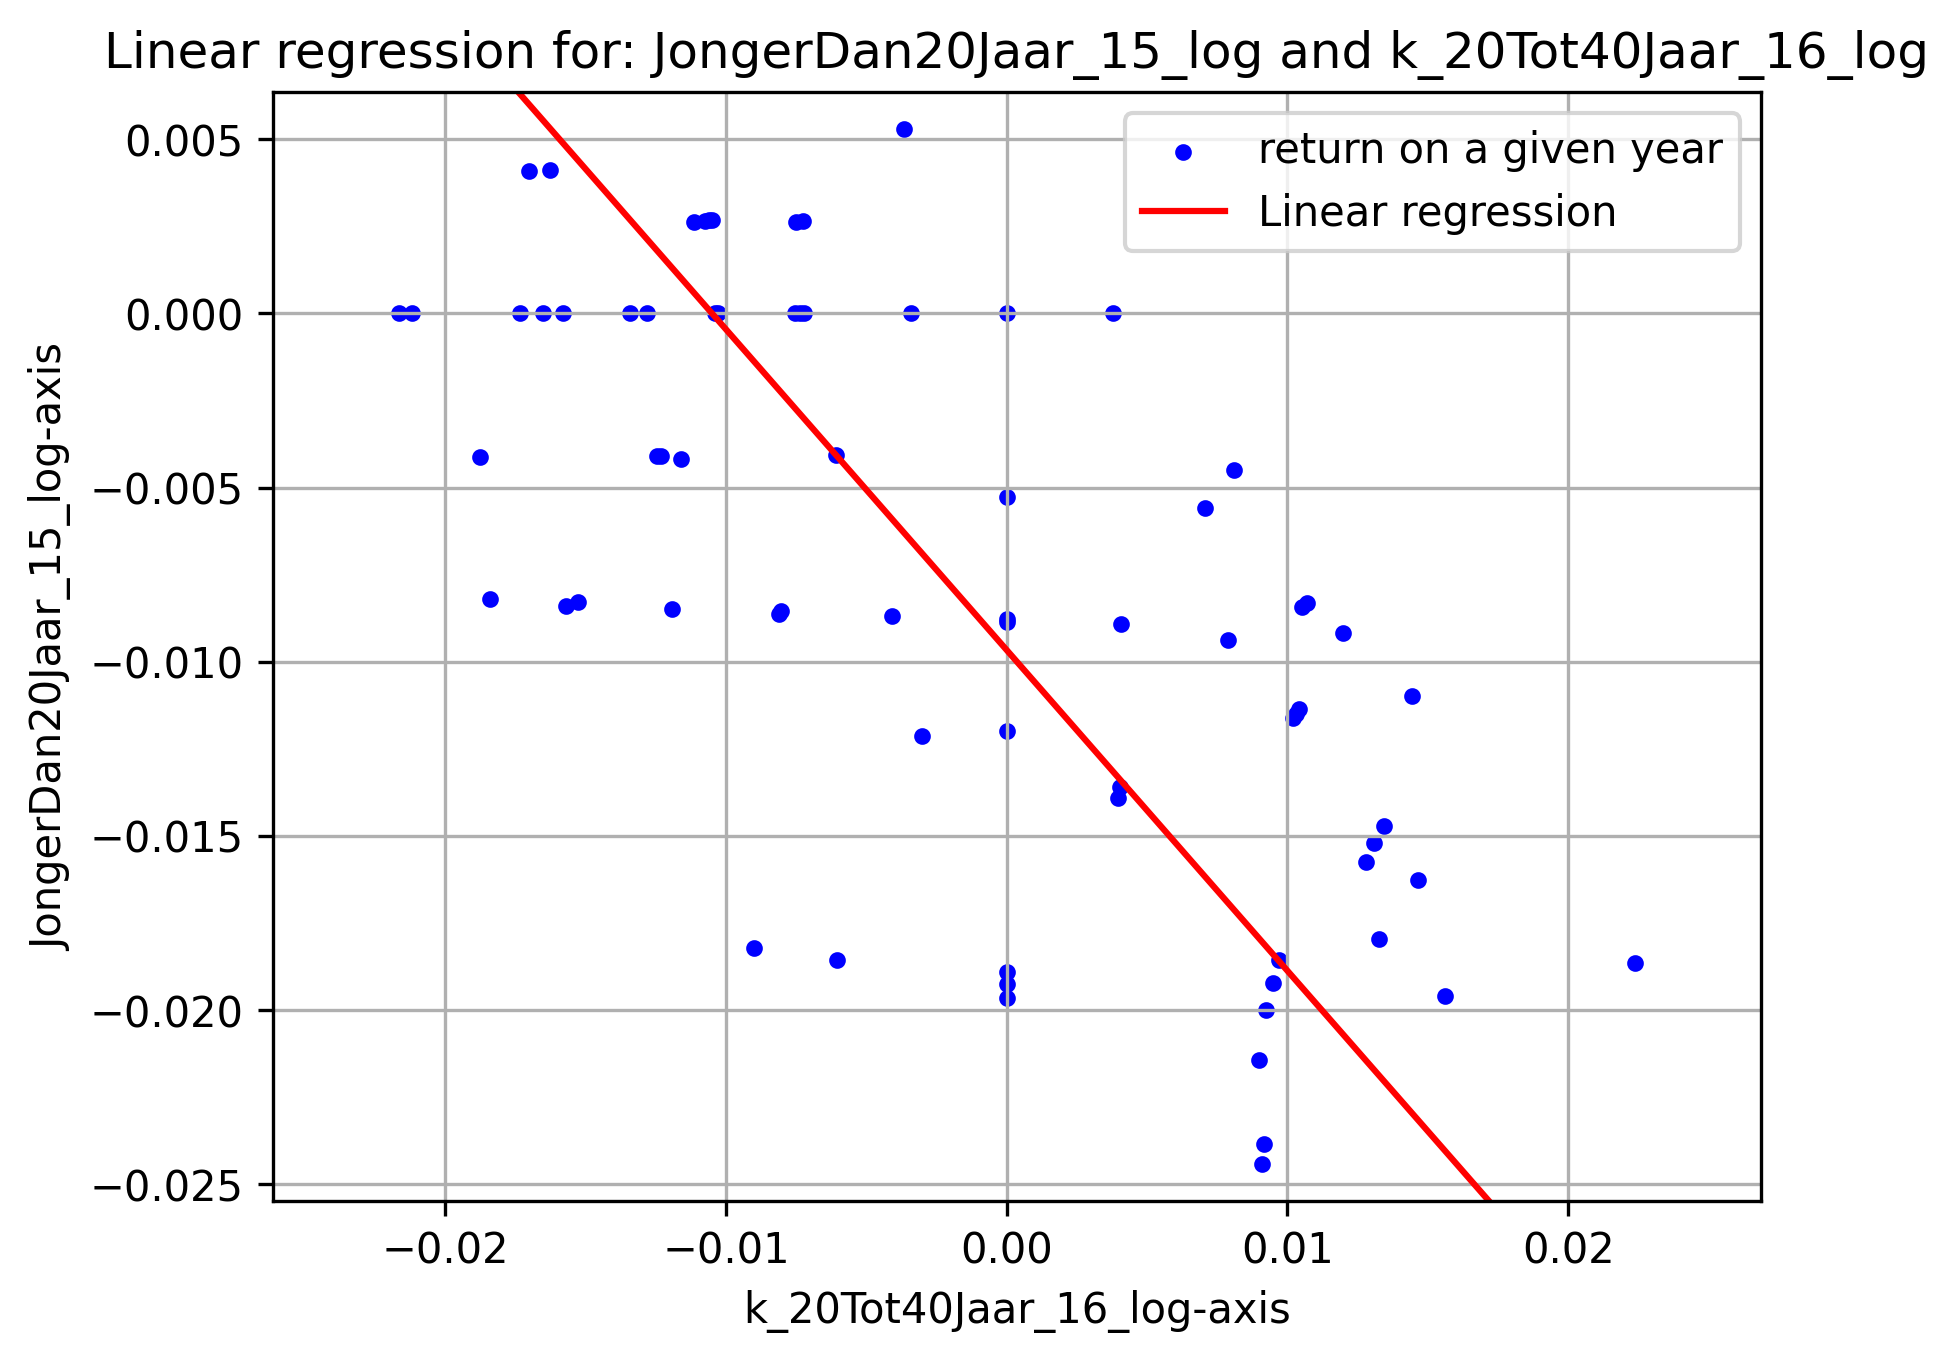 Linear regression for: JongerDan20Jaar_15_log and k_20Tot40Jaar_16_log
return on a given year
Linear regression
0.005
0.000
−0.005
−0.010
−0.015
−0.020
−0.025
JongerDan20Jaar_15_log-axis
−0.02
−0.01
0.00
0.01
0.02
k_20Tot40Jaar_16_log-axis